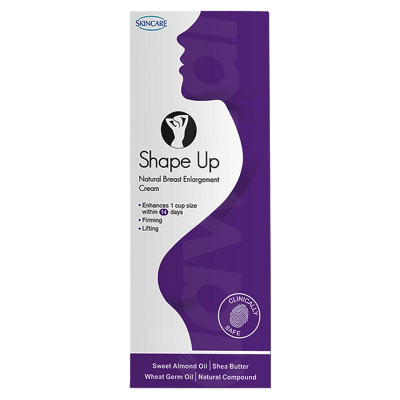 SKINCARE
Shape Up
Natural Breast Enlargement
Cream
• Enhances 1 cup size
within 14 days
• Firming
• Lifting
CLINICALLY
SAFE
Sweet Almond Oil | Shea Butter
Wheat Germ Oil | Natural Compound